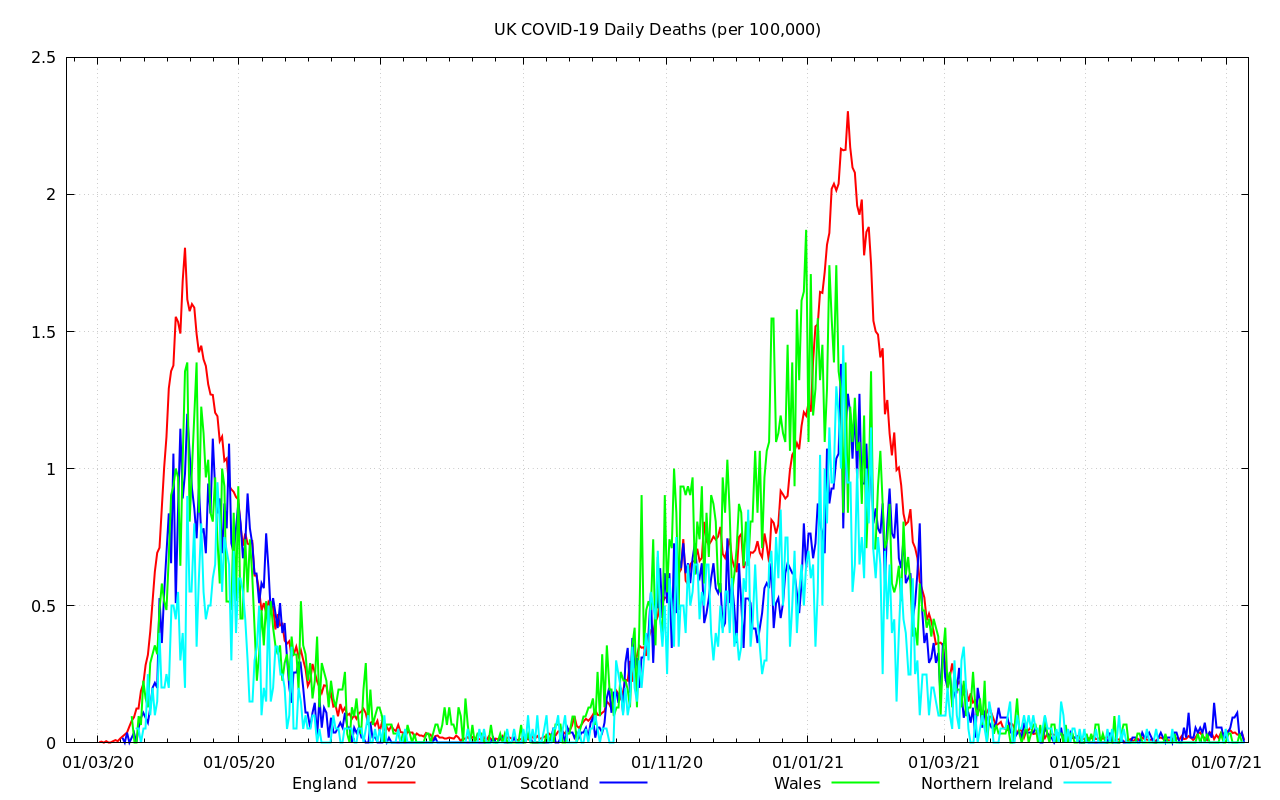 UK COVID-19 Daily Deaths (per 100,000)
2.5
2
1.5
1
0.5
0
01/03/20 01/05/20 01/07/20 01/09/20 01/11/20 01/01/21 01/03/21 01/05/21 01/07/21
England Scotland Wales Northern Ireland